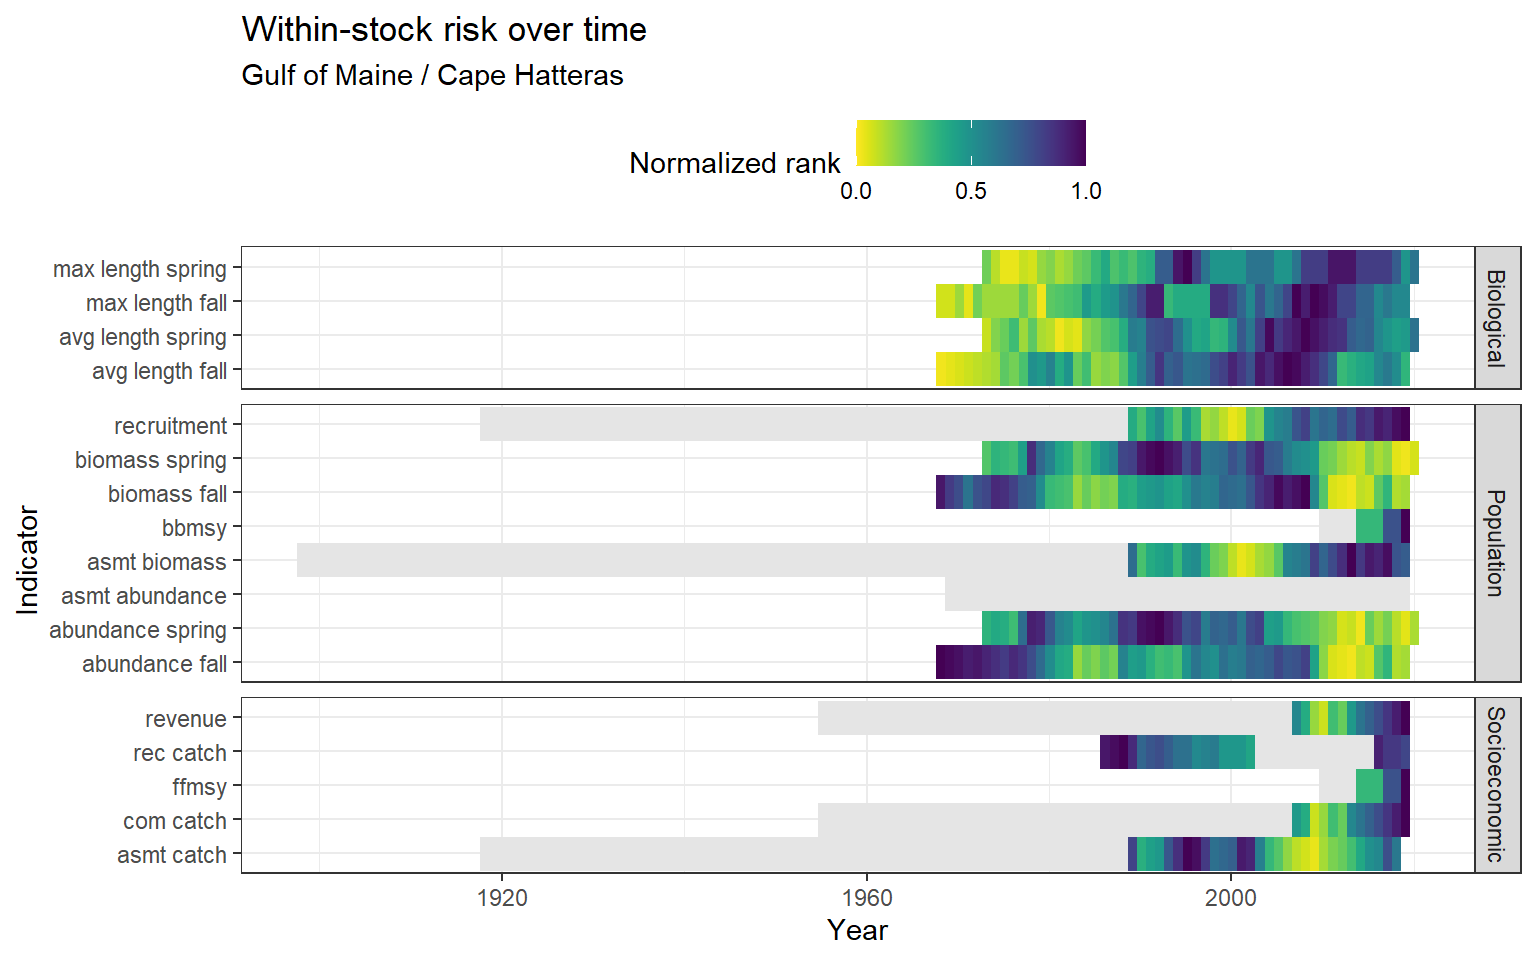 Within-stock risk over time
Gulf of Maine / Cape Hatteras
Normalized rank
0.0 0.5 1.0
max length spring
max length fall
avg length spring
avg length fall
Biological
recruitment
biomass spring
biomass fall
bbmsy
asmt biomass
asmt abundance
abundance spring
abundance fall
Population
revenue
rec catch
ffmsy
com catch
asmt catch
Socioeconomic
Indicator
1920 1960 2000
Year